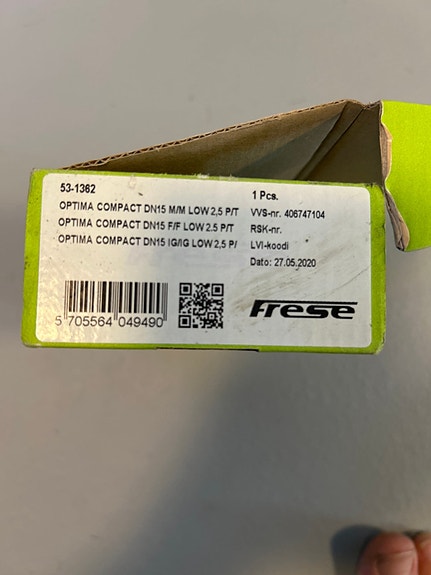 53-1362
OPTIMA COMPACT DN15 M/M LOW 2,5 P/T
OPTIMA COMPACT DN15 F/F LOW 2.5 P/T
OPTIMA COMPACT DN15 IG/IG LOW 2,5 P/
1 Pcs.
VVS-nr. 406747104
RSK-nr.
LVI-koodi
Dato: 27.05.2020
5 705564 049490
Frese